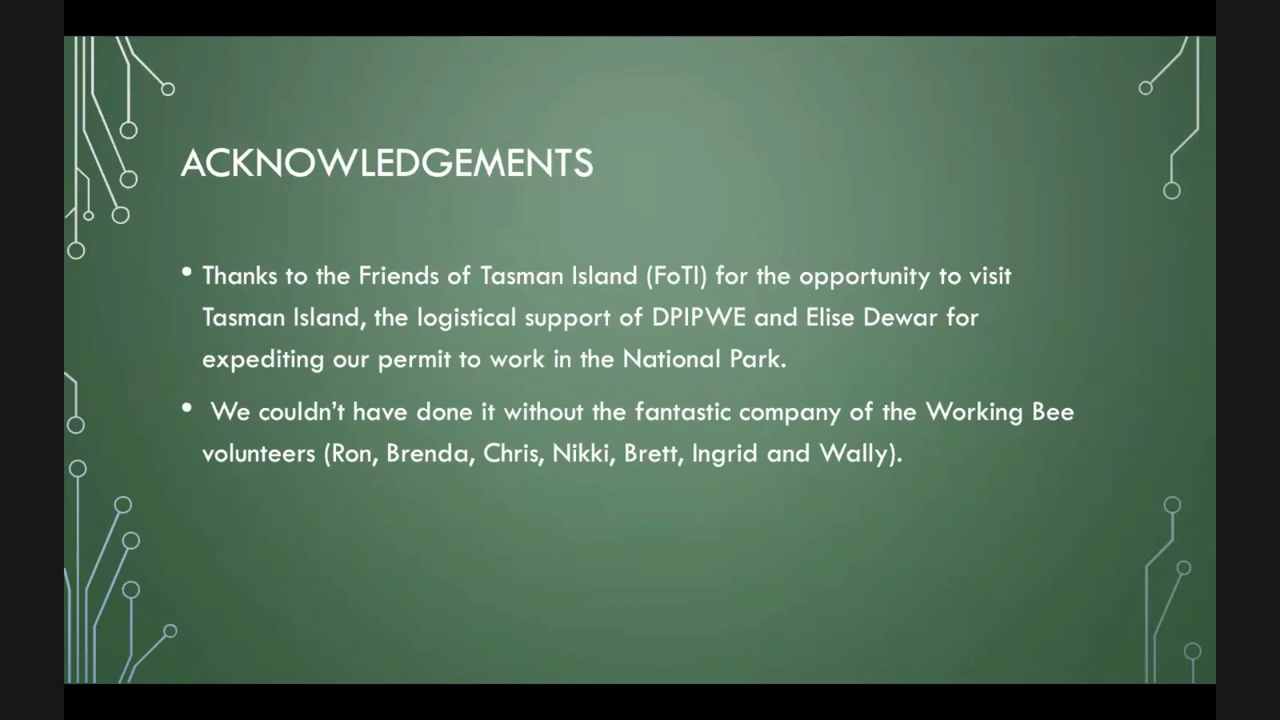 ACKNOWLEDGEMENTS
• Thanks to the Friends of Tasman Island (FoTI) for the opportunity to visit
Tasman Island, the logistical support of DPIPWE and Elise Dewar for
expediting our permit to work in the National Park.
• We couldn’t have done it without the fantastic company of the Working Bee
volunteers (Ron, Brenda, Chris, Nikki, Brett, Ingrid and Wally).